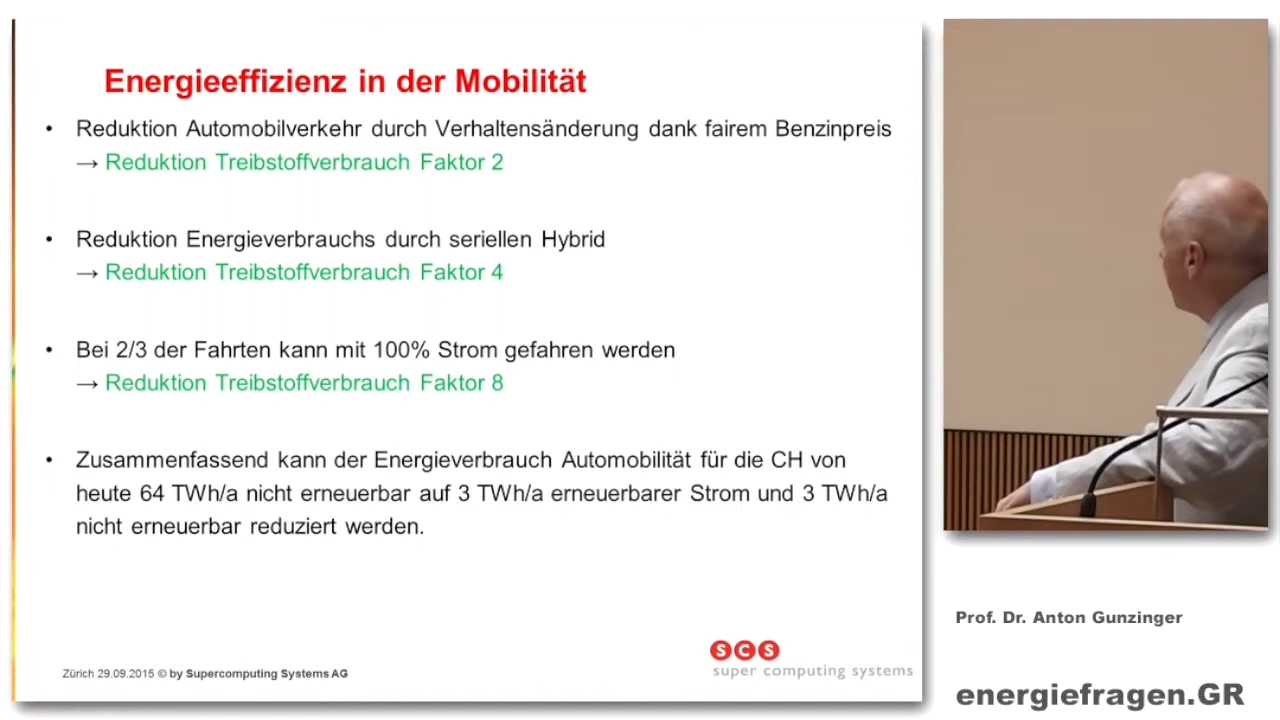 Energieeffizienz in der Mobilität
• Reduktion Automobilverkehr durch Verhaltensänderung dank fairem Benzinpreis
→ Reduktion Treibstoffverbrauch Faktor 2
• Reduktion Energieverbrauchs durch seriellen Hybrid
→ Reduktion Treibstoffverbrauch Faktor 4
• Bei 2/3 der Fahrten kann mit 100% Strom gefahren werden
→ Reduktion Treibstoffverbrauch Faktor 8
• Zusammenfassend kann der Energieverbrauch Automobilität für die CH von
heute 64 TWh/a nicht erneuerbar auf 3 TWh/a erneuerbarer Strom und 3 TWh/a
nicht erneuerbar reduziert werden.
Zürich 29.09.2015 © by Supercomputing Systems AG
SCS
super computing systems
Prof. Dr. Anton Gunzinger
energiefragen.GR